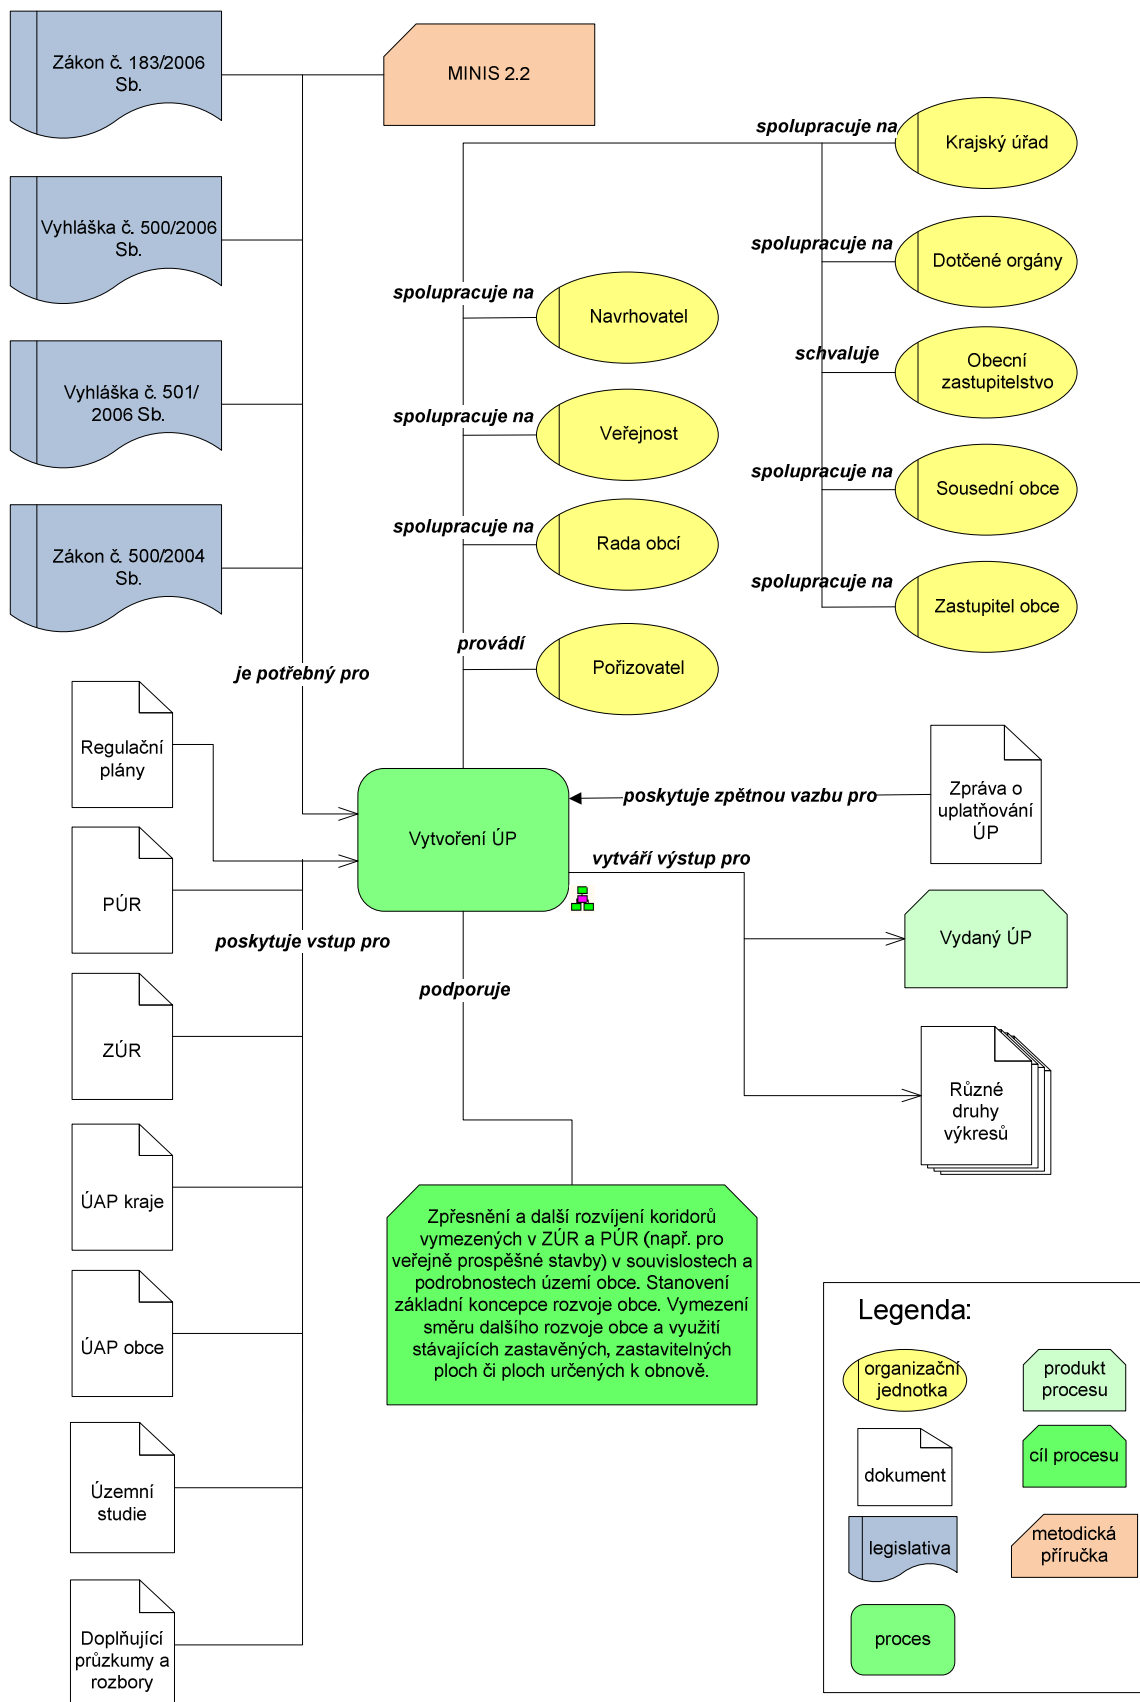 Zákon č. 183/2006
Sb.
MINIS 2.2
spolupracuje na
Krajský úřad
Vyhláška č. 500/2006
Sb.
spolupracuje na
Dotčené orgány
spolupracuje na
Navrhovatel
schvaluje
Obecní
zastupitelstvo
Vyhláška č. 501/
2006 Sb.
spolupracuje na
Veřejnost
spolupracuje na
Sousední obce
spolupracuje na
Rada obcí
Zákon č. 500/2004
Sb.
spolupracuje na
Zastupitel obce
provádí
Pořizovatel
je potřebný pro
Regulační
plány
poskytuje zpětnou vazbu pro
Zpráva o
uplatňování
ÚP
Vytvoření ÚP
vytváří výstup pro
PÚR
poskytuje vstup pro
Vydaný ÚP
podporuje
ZÚR
Různé
druhy
výkresů
ÚAP kraje
Zpřesnění a další rozvíjení koridorů
vymezených v ZÚR a PÚR (např. pro
veřejně prospěšné stavby) v souvislostech a
podrobnostech území obce. Stanovení
základní koncepce rozvoje obce. Vymezení
směru dalšího rozvoje obce a využití
stávajících zastavěných, zastavitelných
ploch či ploch určených k obnově.
ÚAP obce
Územní
studie
Doplňující
průzkumy a
rozbory
Legenda:
organizační
jednotka
produkt
procesu
dokument
cíl procesu
legislativa
metodická
příručka
proces